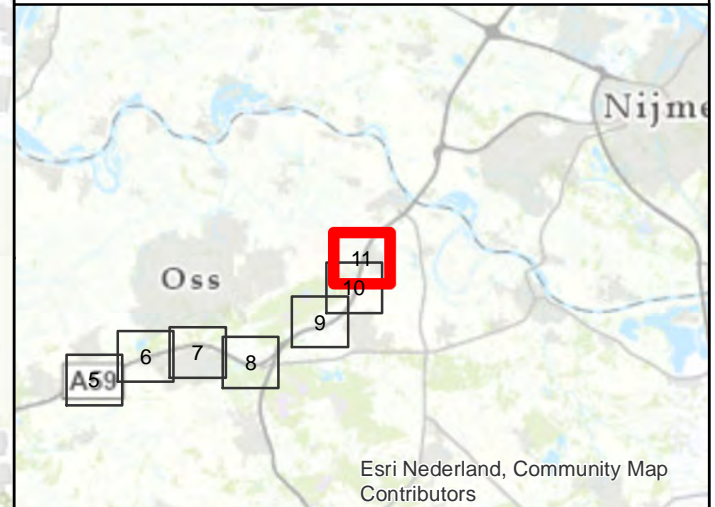 Nijme
Oss
11
10
9
8
7
6
5
A59
Esri Nederland, Community Map
Contributors